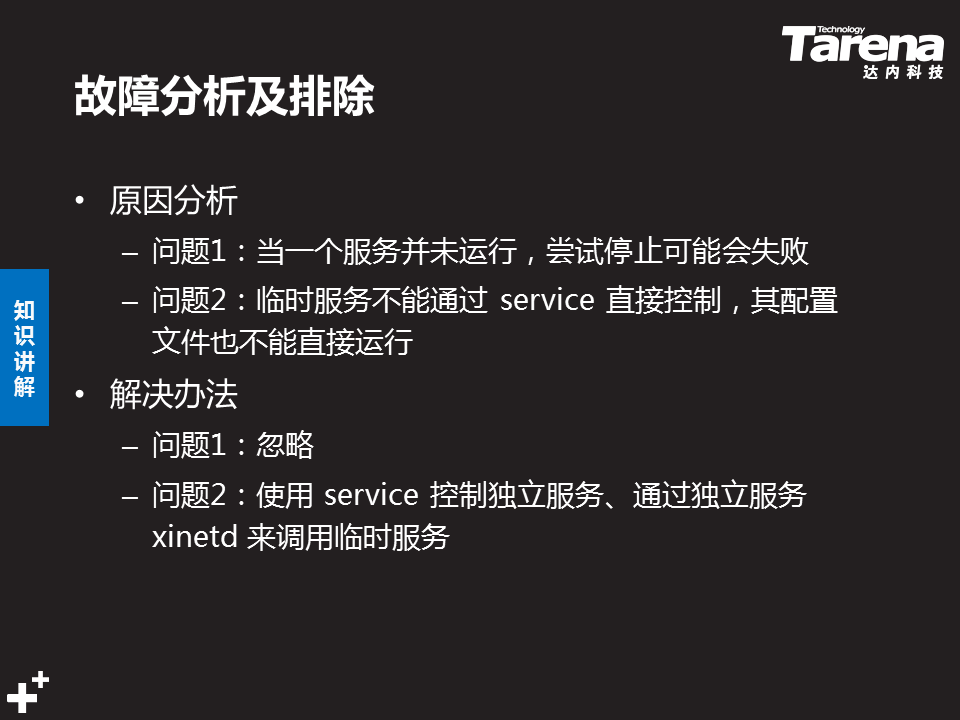 Technology
Tarena
达内科技
故障分析及排除
• 原因分析
– 问题1：当一个服务并未运行，尝试停止可能会失败
– 问题2：临时服务不能通过 service 直接控制，其配置
文件也不能直接运行
知识讲解
• 解决办法
– 问题1：忽略
– 问题2：使用 service 控制独立服务、通过独立服务
xinetd 来调用临时服务